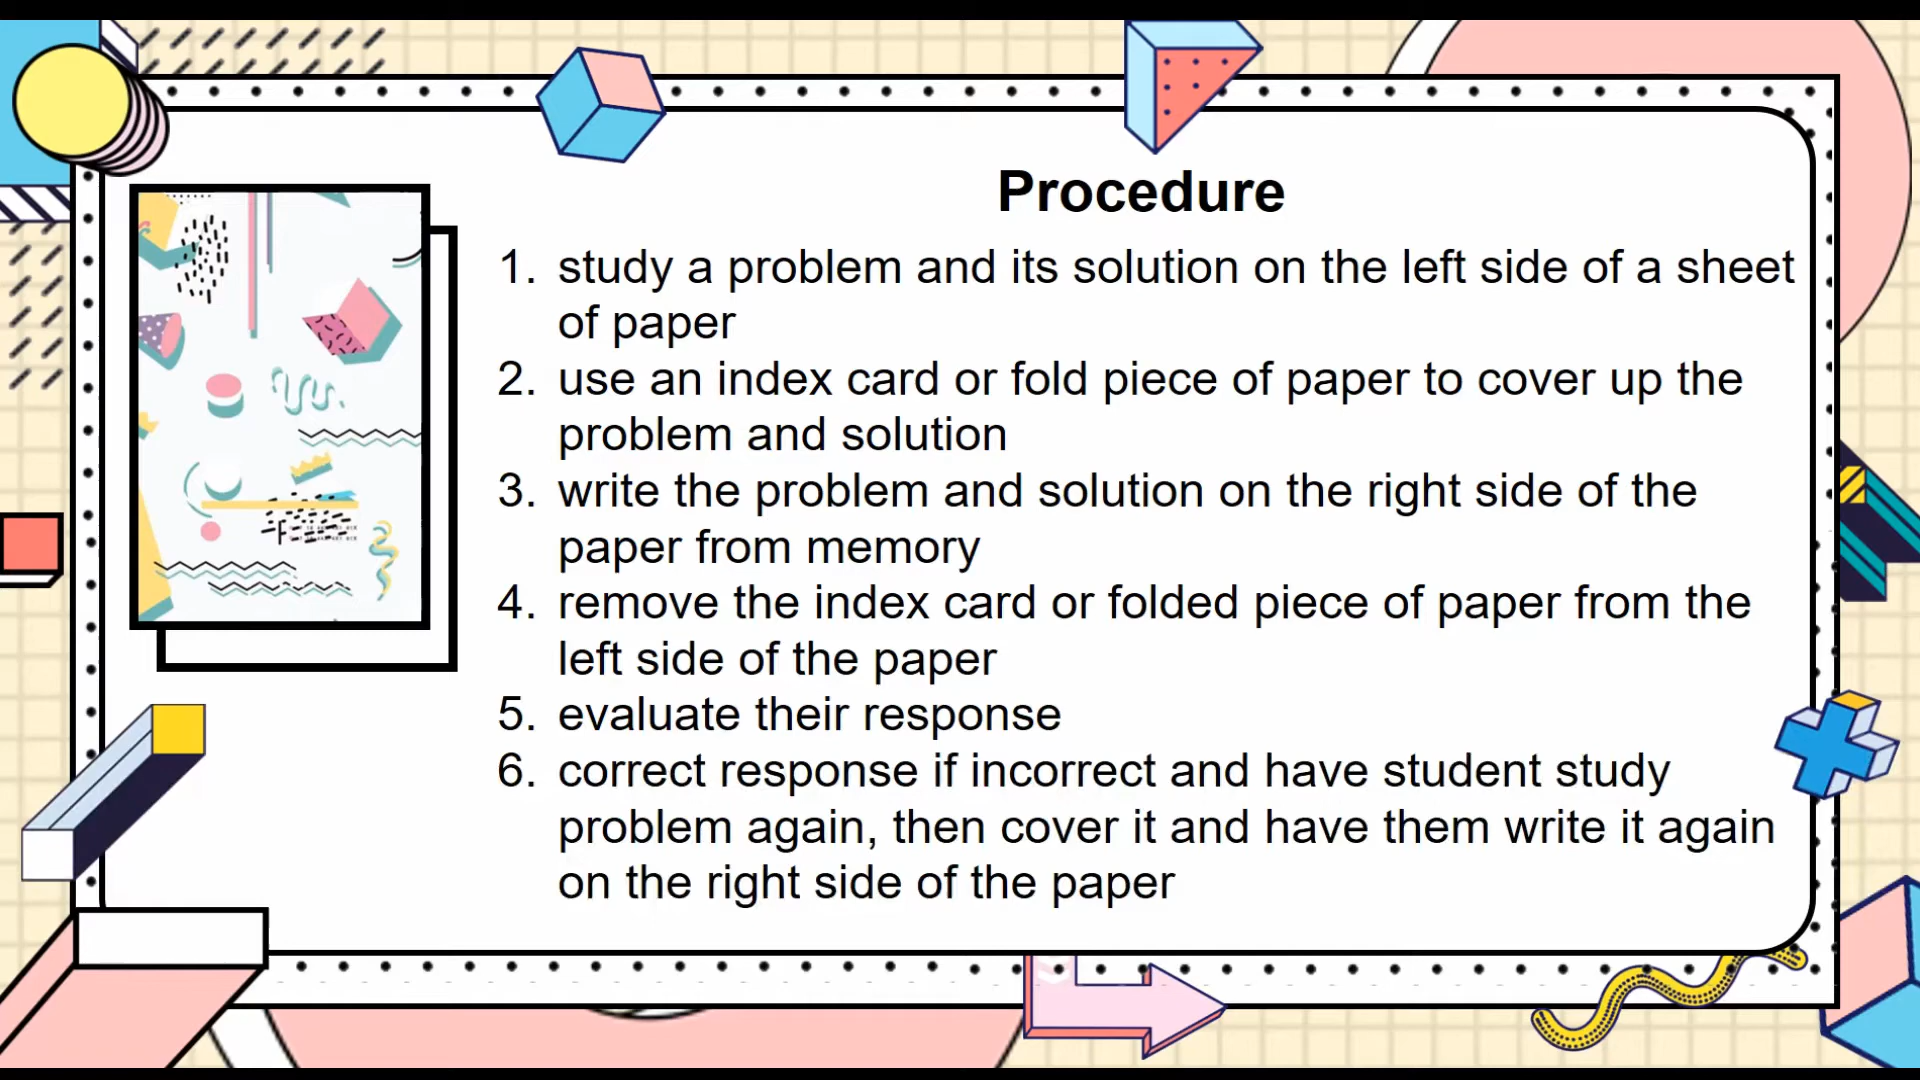 Procedure
1. study a problem and its solution on the left side of a sheet
of paper
2. use an index card or fold piece of paper to cover up the
problem and solution
3. write the problem and solution on the right side of the
paper from memory
4. remove the index card or folded piece of paper from the
left side of the paper
5. evaluate their response
6. correct response if incorrect and have student study
problem again, then cover it and have them write it again
on the right side of the paper